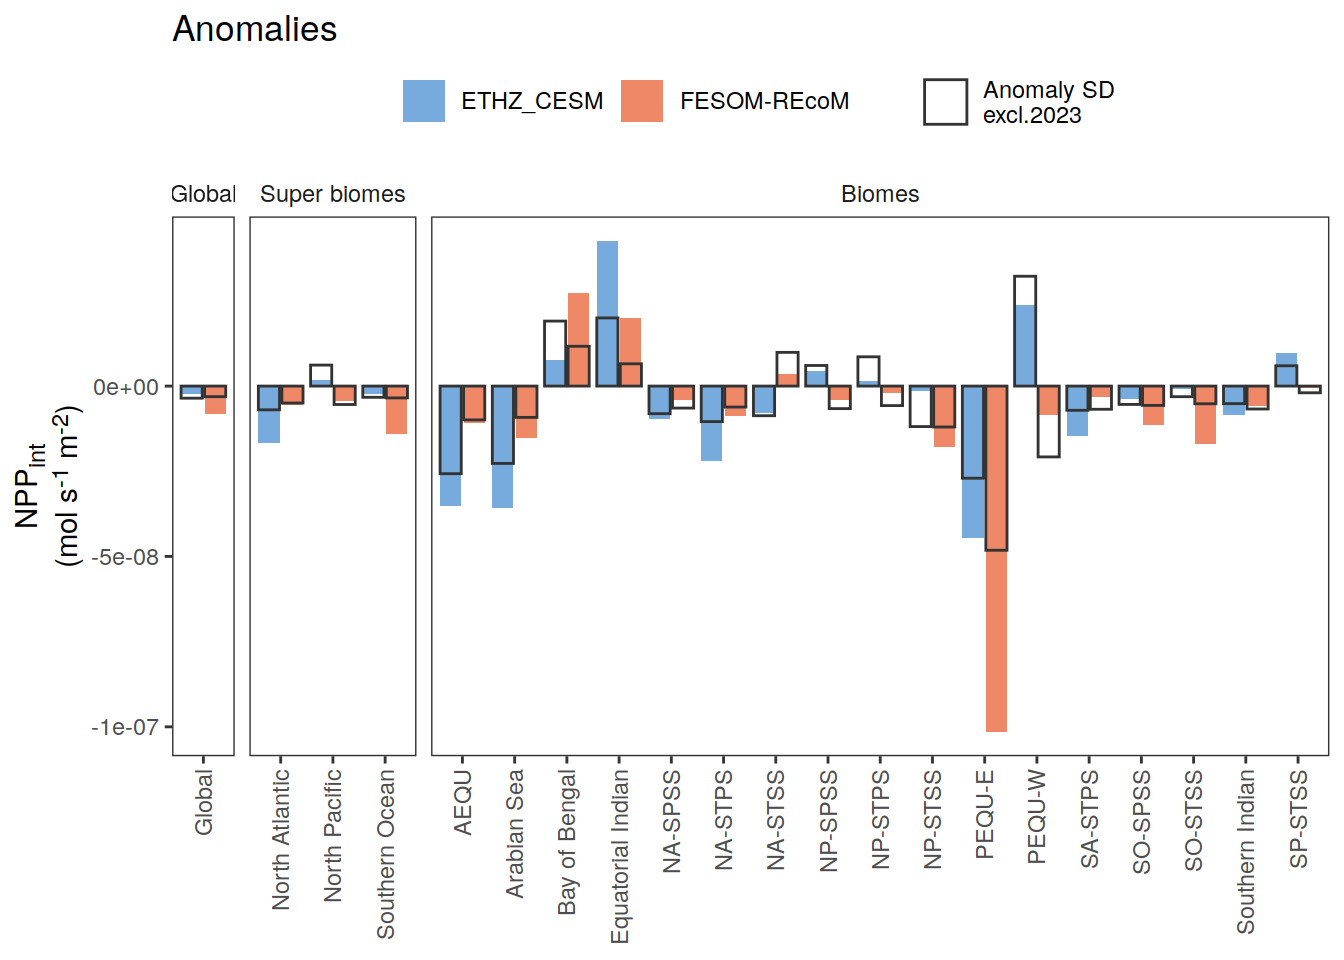 Anomalies
ETHZ_CESM
FESOM-REcoM
Anomaly SD
excl.2023
Global
Super biomes
Biomes
NPPint
(mol s-1 m-2)
0e+00
-5e-08
-1e-07
Global
North Atlantic
North Pacific
Southern Ocean
AEQU
Arabian Sea
Bay of Bengal
Equatorial Indian
NA-SPSS
NA-STPS
NA-STSS
NP-SPSS
NP-STPS
NP-STSS
PEQU-E
PEQU-W
SA-STPS
SO-SPSS
SO-STSS
Southern Indian
SP-STSS